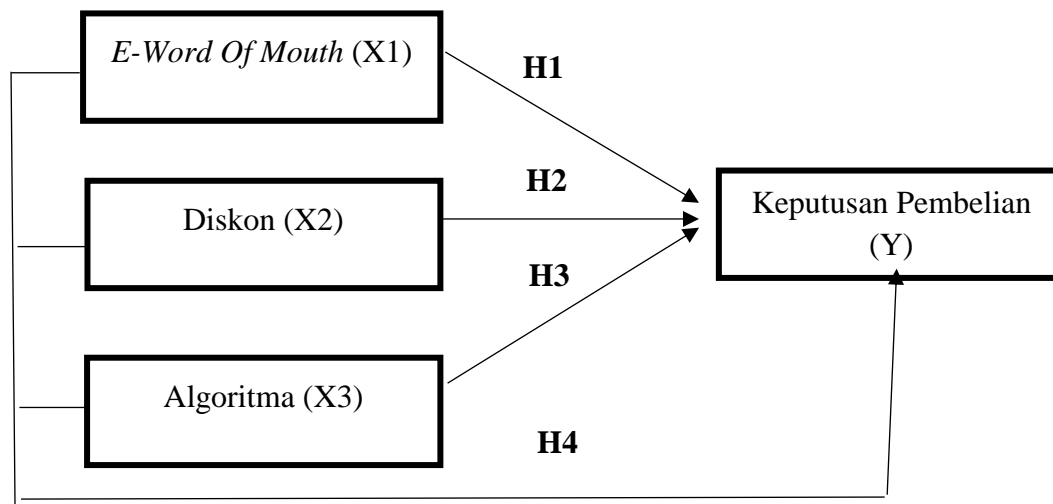 E-Word Of Mouth (X1)
H1
H2
Diskon (X2)
Keputusan Pembelian
(Y)
H3
Algoritma (X3)
H4